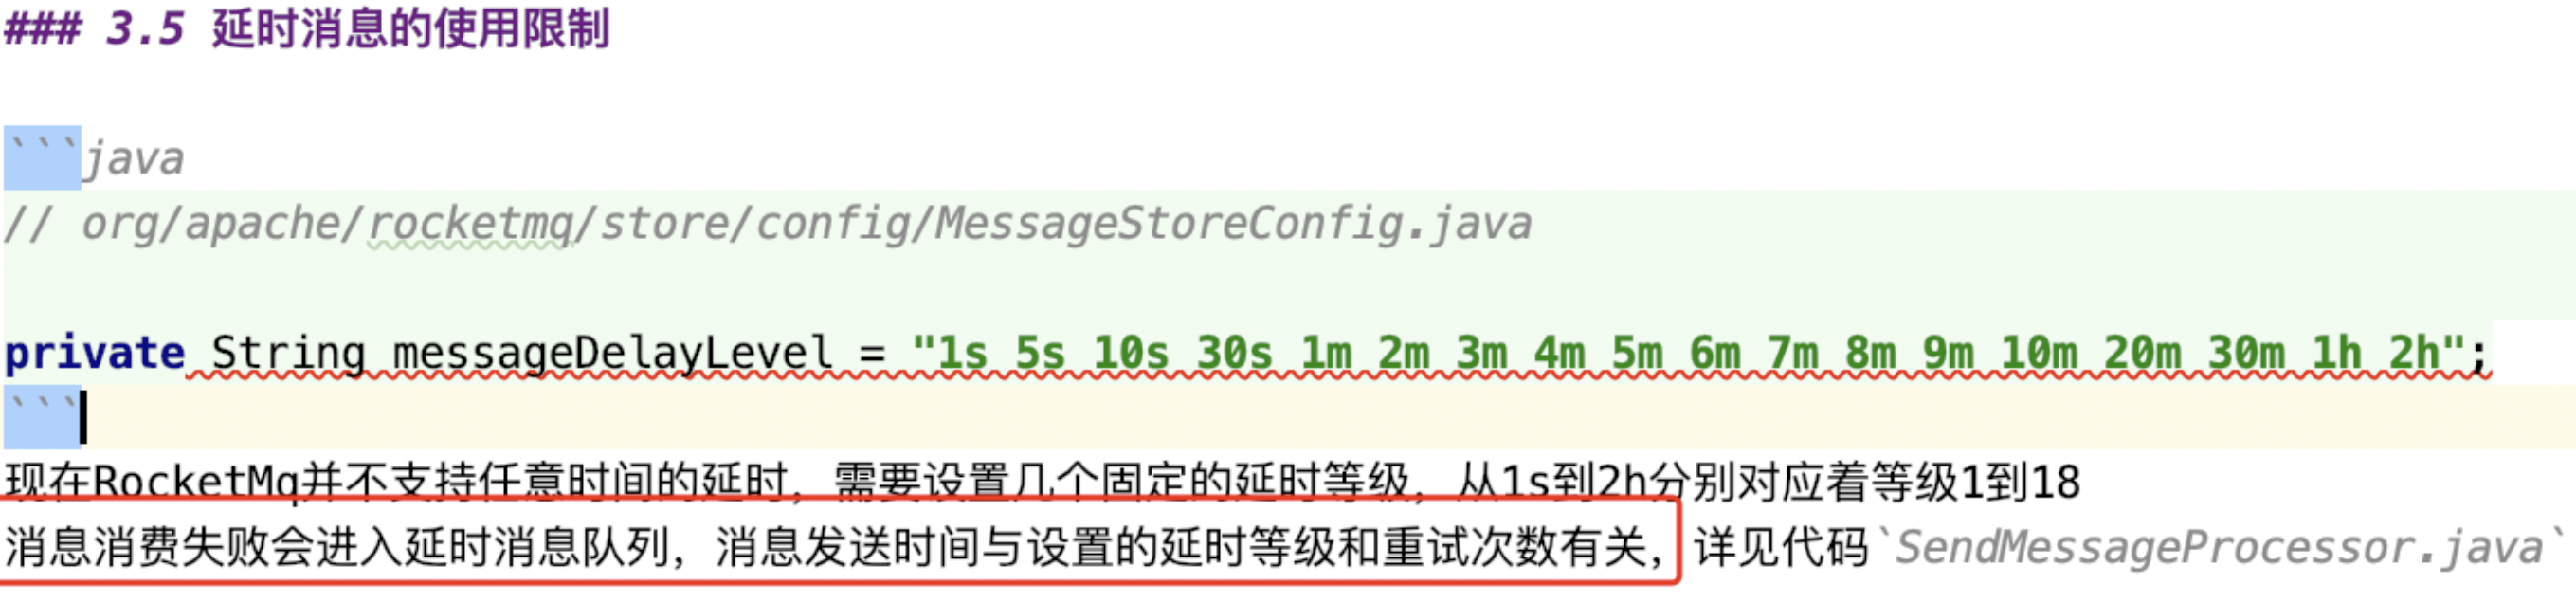 ### 3.5 延时消息的使用限制
```java
// org/apache/rocketmq/store/config/MessageStoreConfig.java
private String messageDelayLevel = "1s 5s 10s 30s 1m 2m 3m 4m 5m 6m 7m 8m 9m 10m 20m 30m 1h 2h";
```
现在RocketMq并不支持任意时间的延时，需要设置几个固定的延时等级，从1s到2h分别对应着等级1到18
消息消费失败会进入延时消息队列，消息发送时间与设置的延时等级和重试次数有关，详见代码`SendMessageProcessor.java`